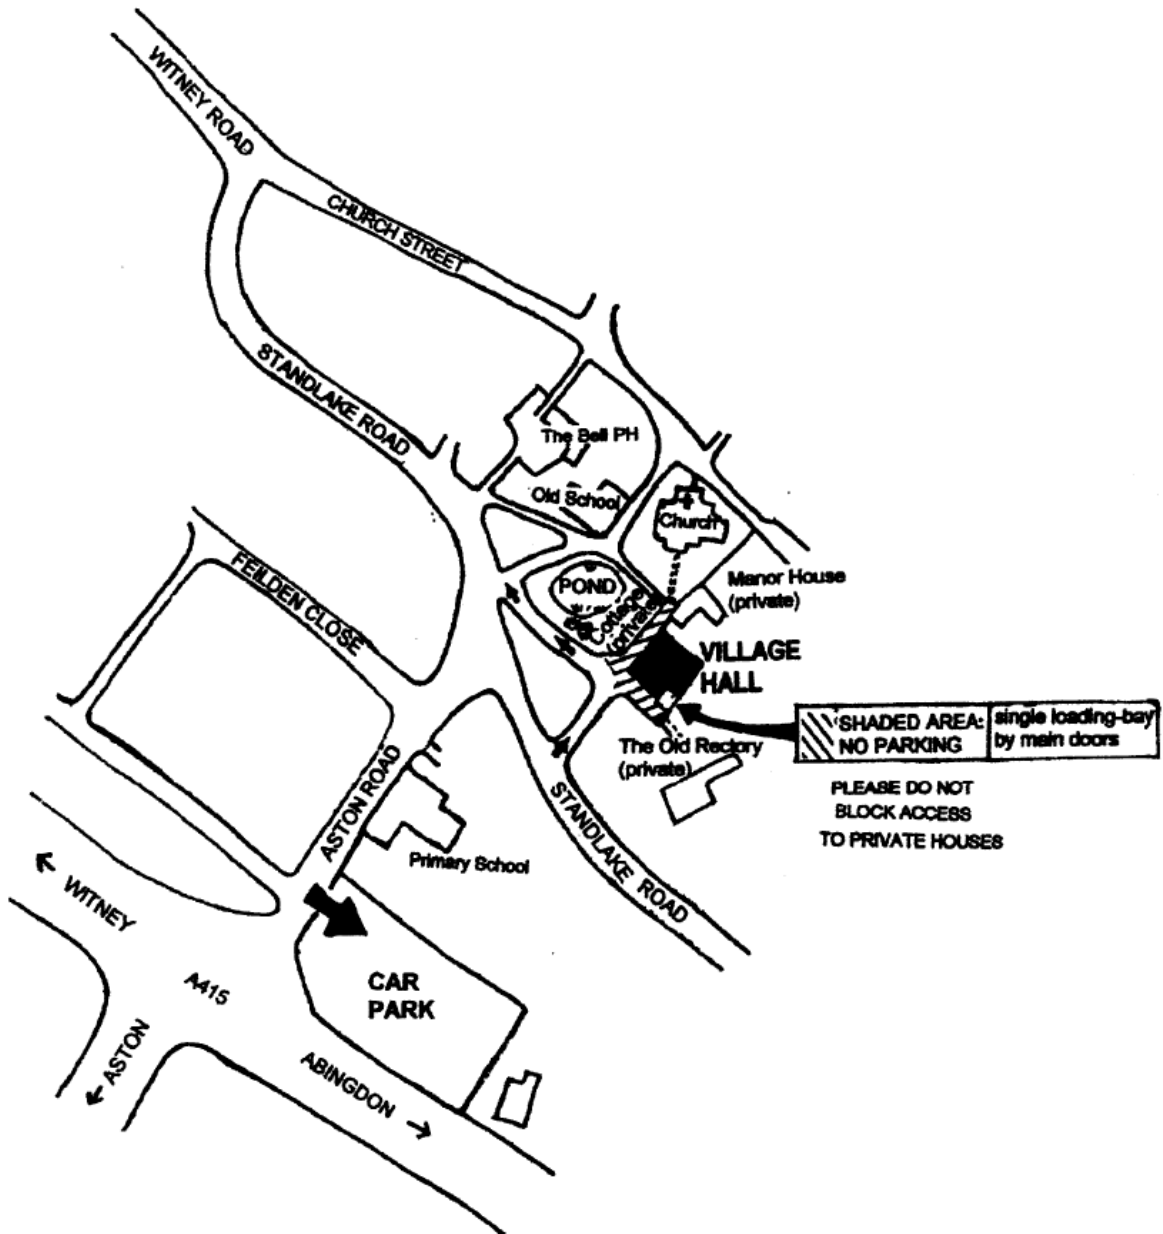 WITNEY ROAD
CHURCH STREET
STANDLAKE ROAD
The Bell PH
Old School
Church
FEILDEN CLOSE
POND
Cottage
(private)
Manor House
(private)
VILLAGE
HALL
SHADED AREA:
NO PARKING
single loading-bay
by main doors
The Old Rectory
(private)
PLEASE DO NOT
BLOCK ACCESS
TO PRIVATE HOUSES
ASTON ROAD
STANDLAKE ROAD
Primary School
WITNEY
CAR
PARK
A415
ASTON
ABINGDON